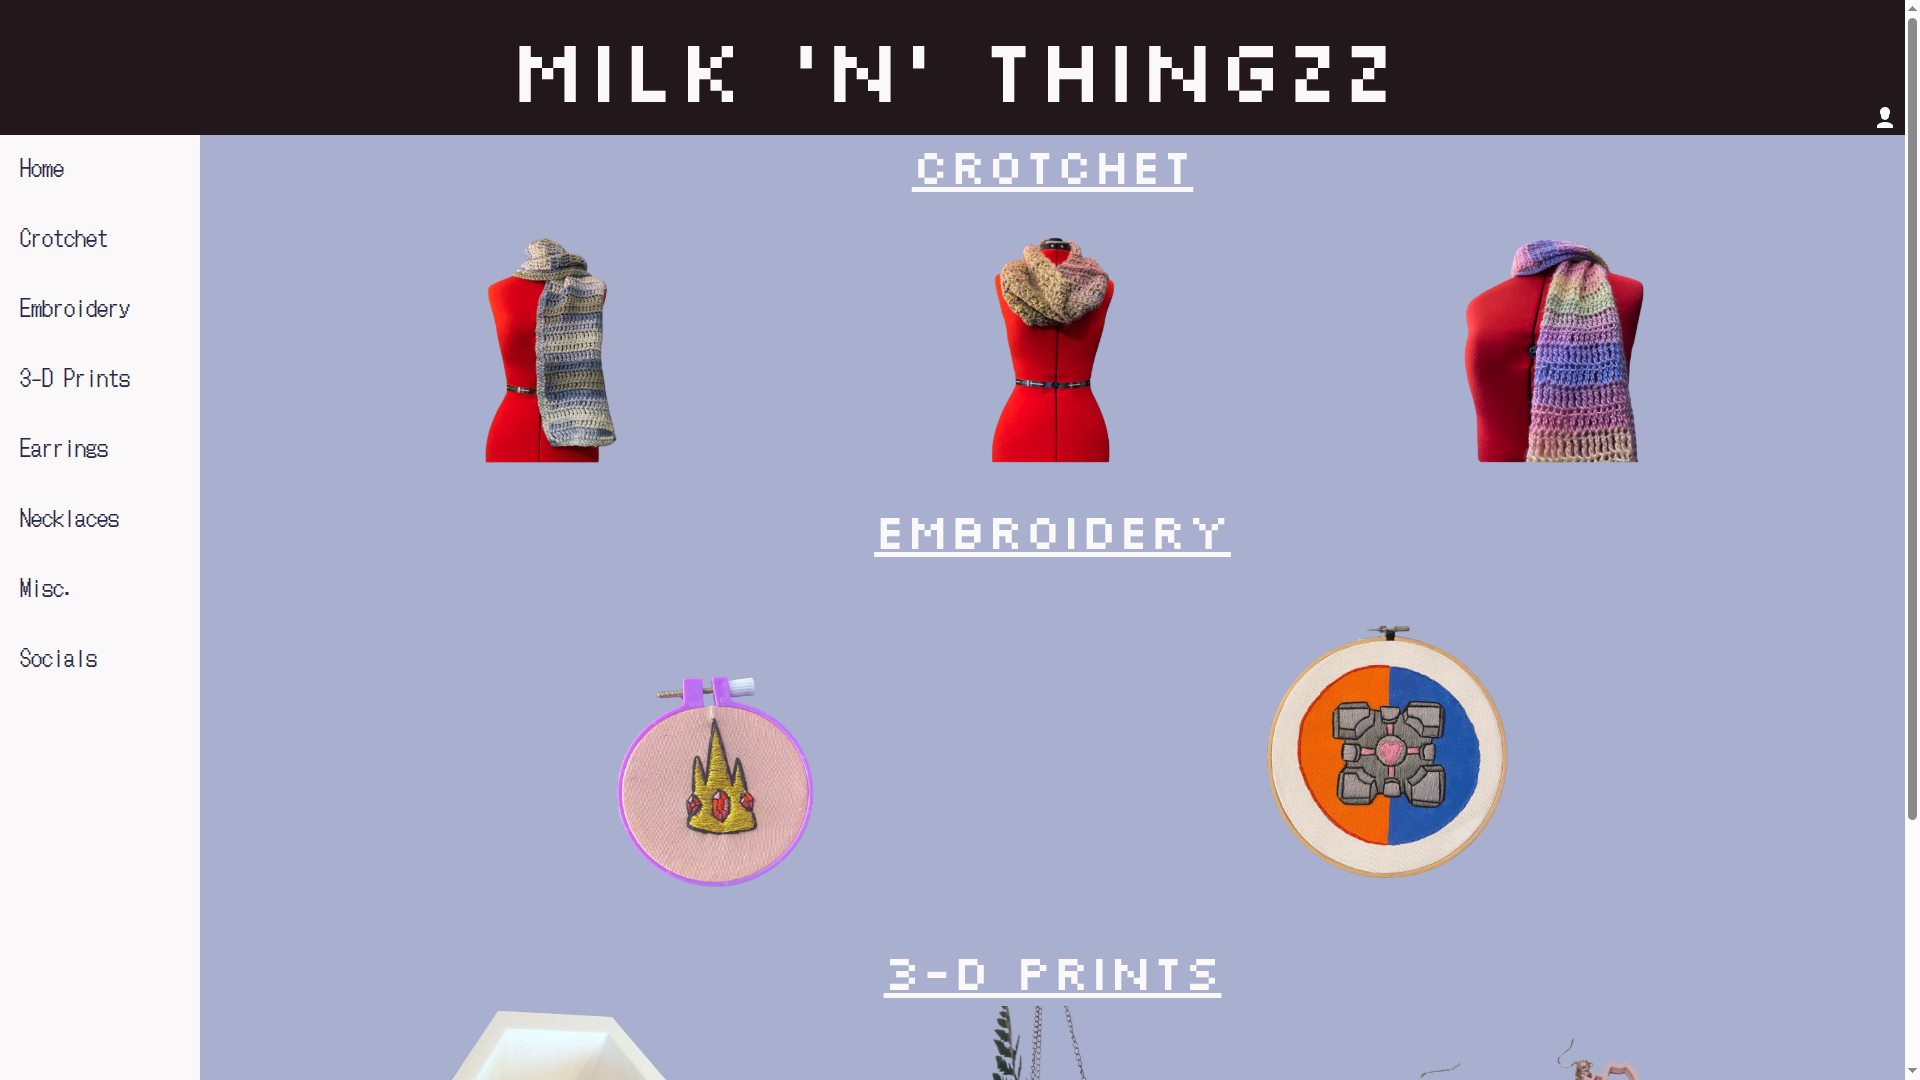 MILK 'N' THINGZZ
Home
Crotchet
Embroidery
3-D Prints
Earrings
Necklaces
Misc.
Socials
CROTCHET
EMBROIDERY
3-D PRINTS